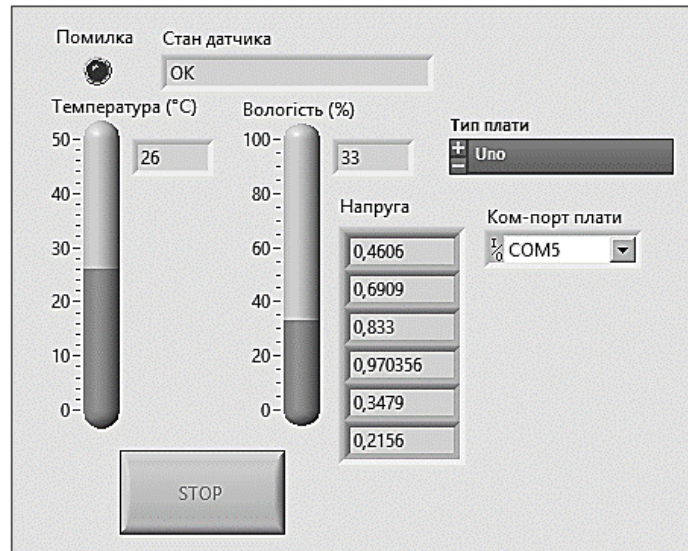 Помилка
Стан датчика
OK
Температура (°C)
Вологість (%)
50
40
30
20
10
0
26
100
80
60
40
20
0
33
Тип плати
Uno
Напруга
0,4606
0,6909
0,833
0,970356
0,3479
0,2156
Ком-порт плати
I/O COM5
STOP